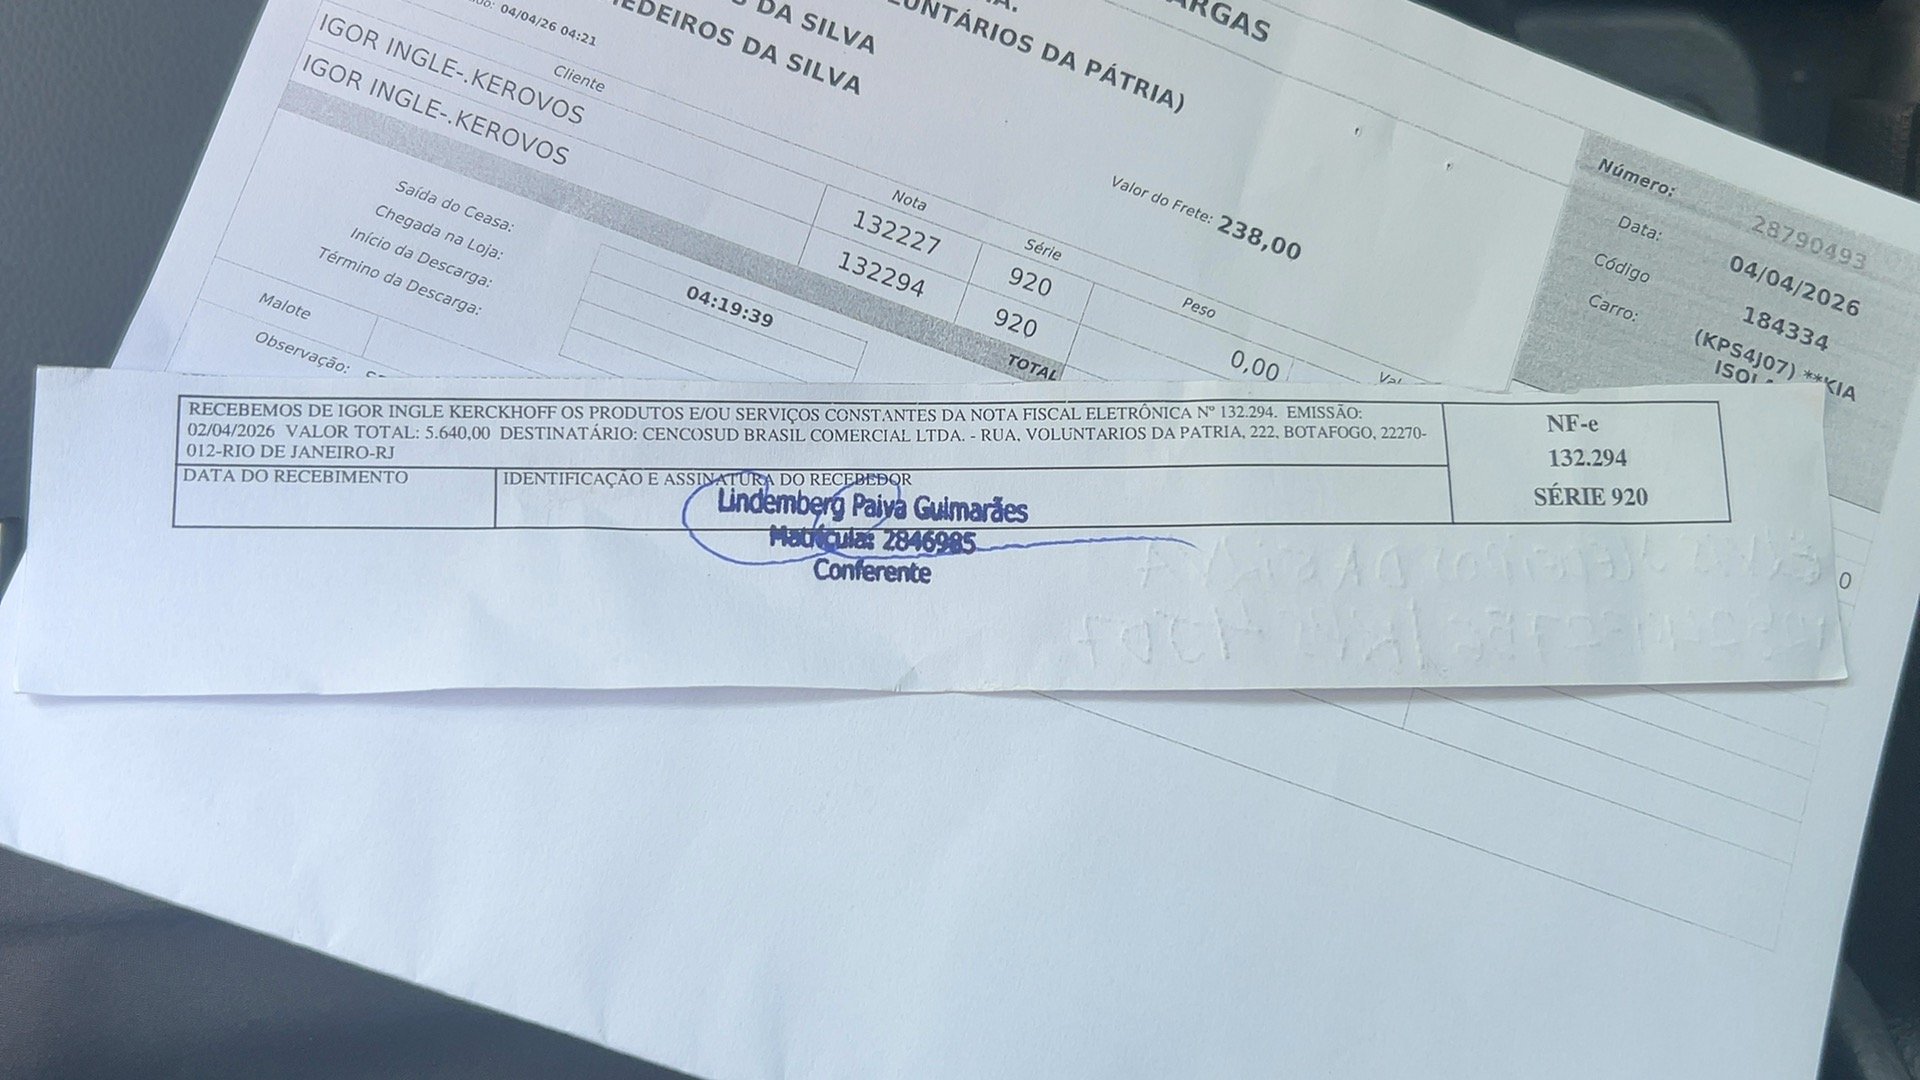 RGAS
DA SILVA
LUNTÁRIOS DA PÁTRIA)
EDEIROS DA SILVA
04/04/26 04:21
Cliente
IGOR INGLE-.KEROVOS
IGOR INGLE-.KEROVOS
Nota
132227
132294
Série
920
920
Peso
0,00
TOTAL
Valor do Frete: 238,00
Número: 28790493
Data: 04/04/2026
Código 184334
Carro: (KPS4J07) **KIA
Saída do Ceasa: 04:19:39
Chegada na Loja:
Início da Descarga:
Término da Descarga:
Malote
Observação:
0
RECEBEMOS DE IGOR INGLE KERCKHOFF OS PRODUTOS E/OU SERVIÇOS CONSTANTES DA NOTA FISCAL ELETRÔNICA Nº 132.294. EMISSÃO:
02/04/2026 VALOR TOTAL: 5.640,00 DESTINATÁRIO: CENCOSUD BRASIL COMERCIAL LTDA. - RUA, VOLUNTARIOS DA PATRIA, 222, BOTAFOGO, 22270-
012-RIO DE JANEIRO-RJ
DATA DO RECEBIMENTO
IDENTIFICAÇÃO E ASSINATURA DO RECEBEDOR
NF-e
132.294
SÉRIE 920
Lindemberg Paiva Guimarães
Matrícula: 2846985
Conferente